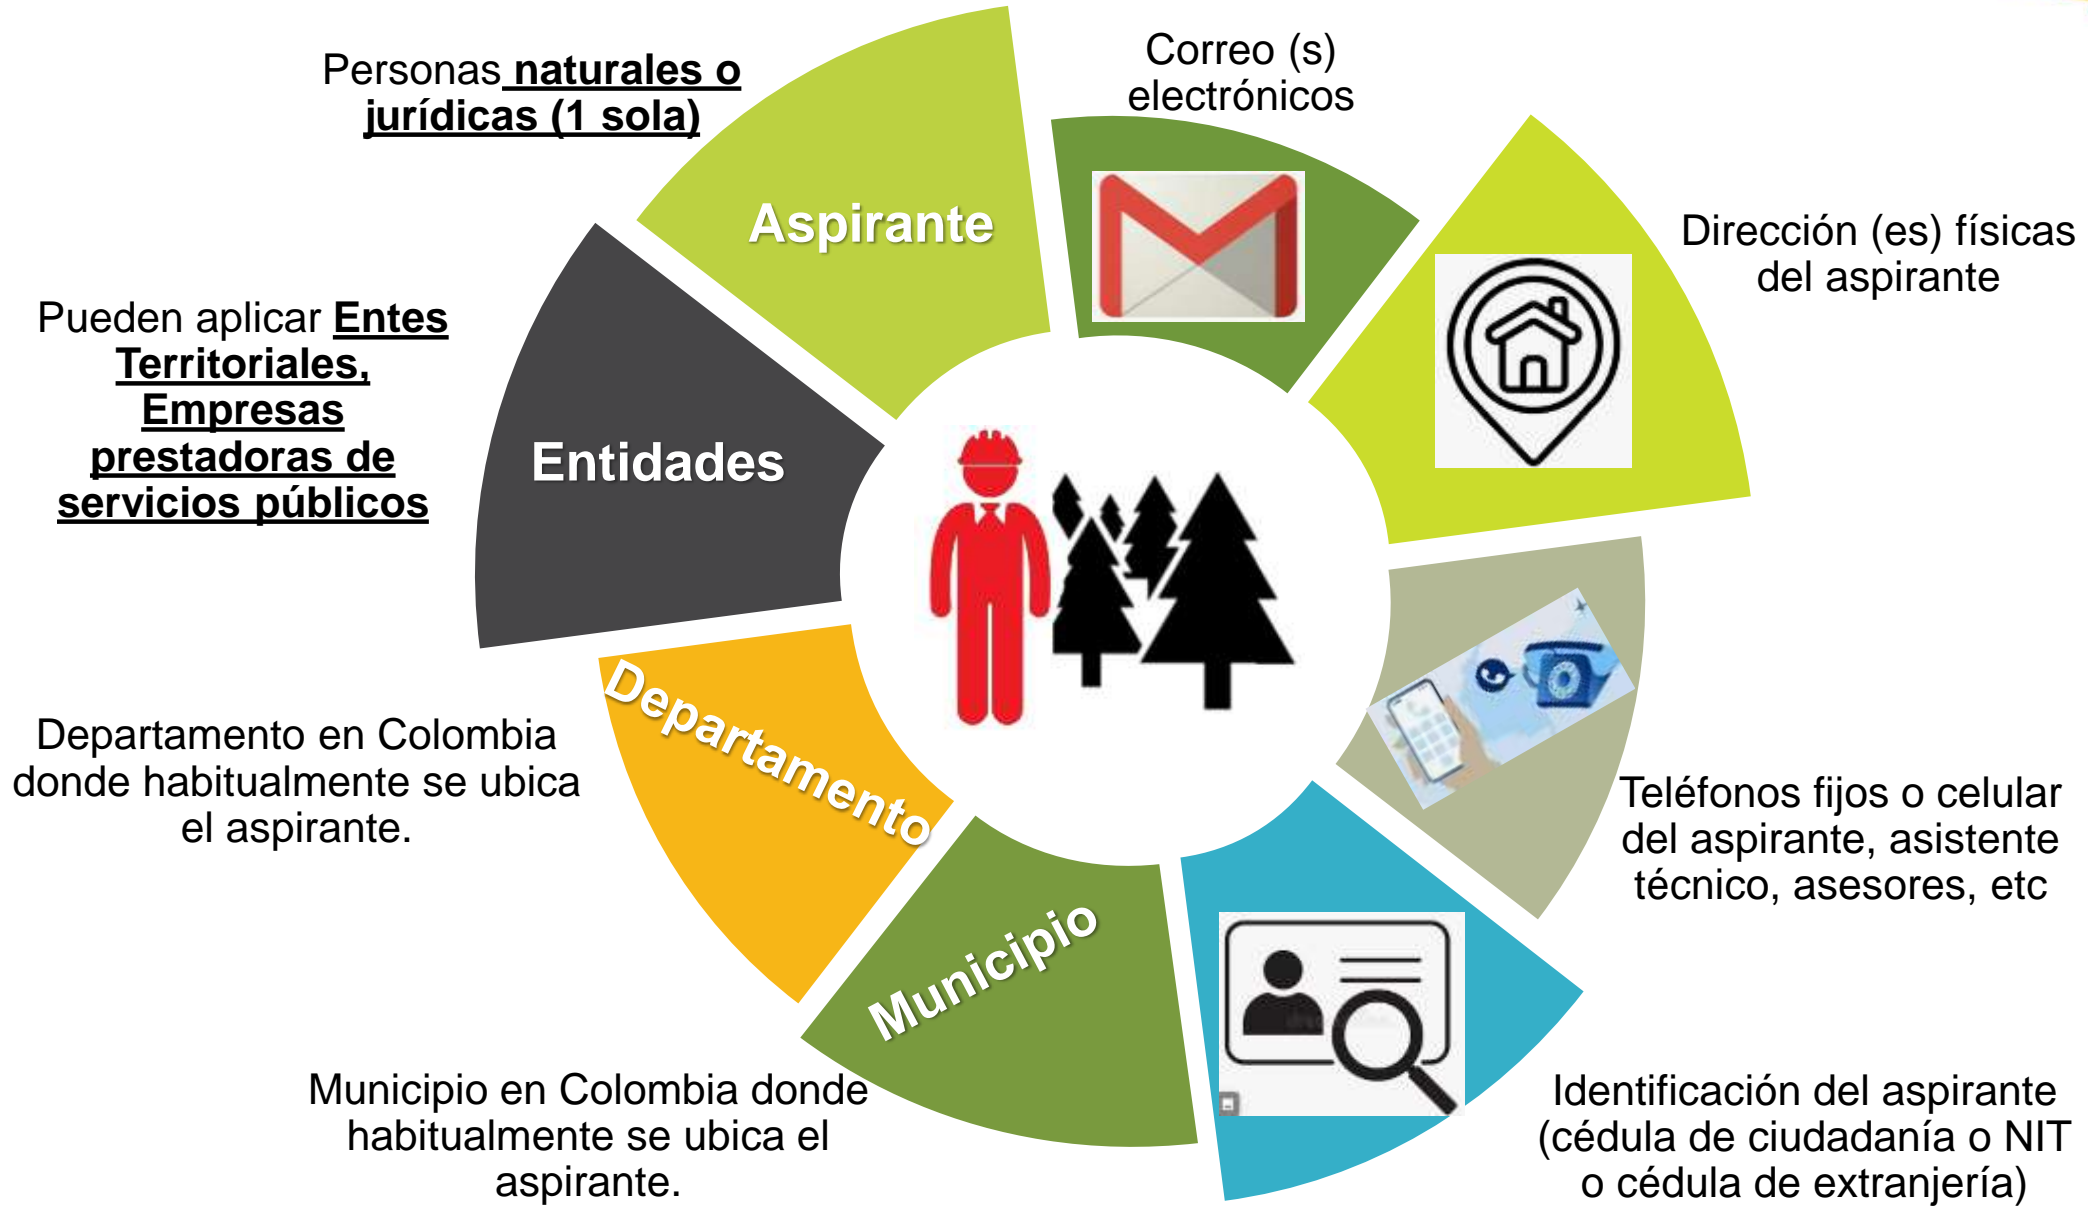 Personas naturales o
jurídicas (1 sola)
Aspirante
Correo (s)
electrónicos
Dirección (es) físicas
del aspirante
Pueden aplicar Entes
Territoriales,
Empresas
prestadoras de
servicios públicos
Entidades
Departamento
Departamento en Colombia
donde habitualmente se ubica
el aspirante.
Teléfonos fijos o celular
del aspirante, asistente
técnico, asesores, etc
Municipio
Municipio en Colombia donde
habitualmente se ubica el
aspirante.
Identificación del aspirante
(cédula de ciudadanía o NIT
o cédula de extranjería)